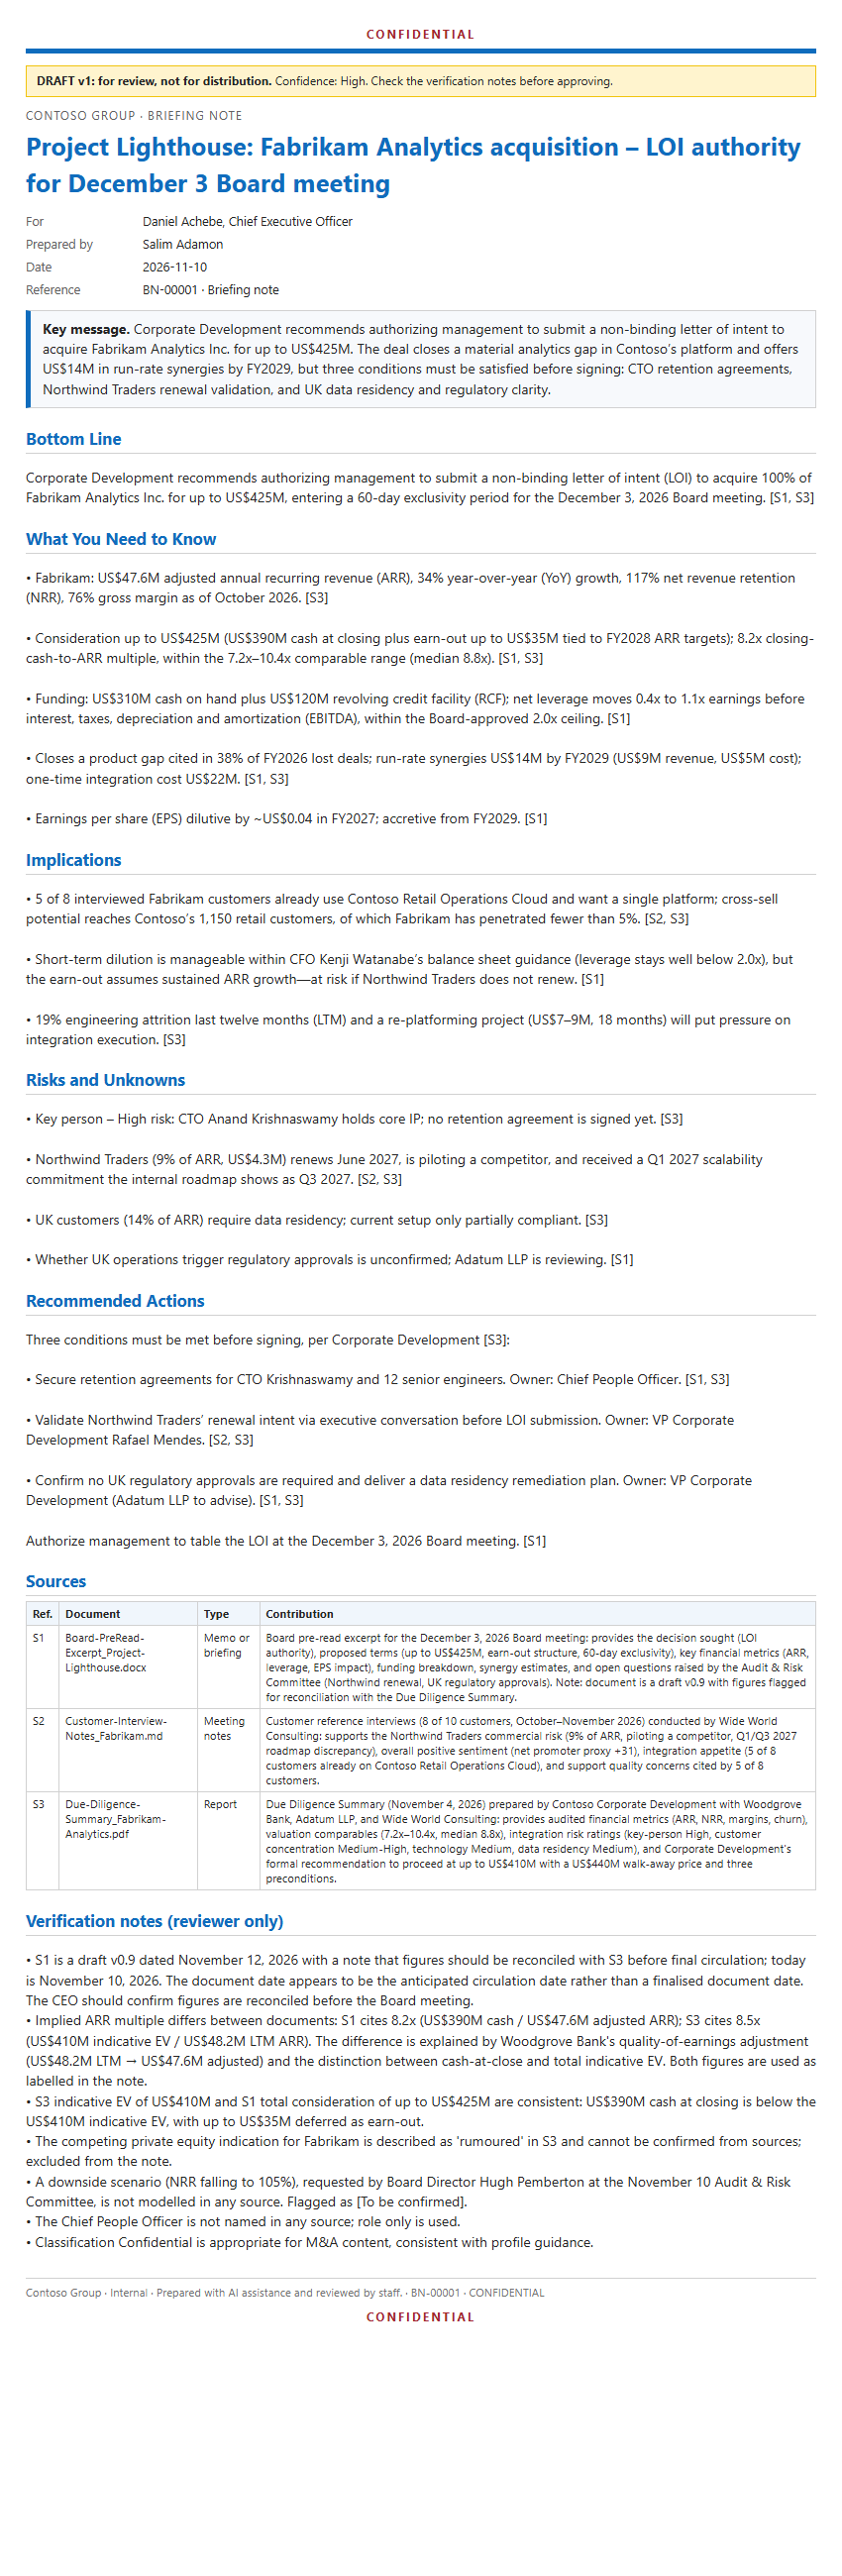 CONFIDENTIAL
DRAFT v1: for review, not for distribution. Confidence: High. Check the verification notes before approving.
CONTOSO GROUP · BRIEFING NOTE
Project Lighthouse: Fabrikam Analytics acquisition – LOI authority
for December 3 Board meeting
For Daniel Achebe, Chief Executive Officer
Prepared by Salim Adamon
Date 2026-11-10
Reference BN-00001 · Briefing note
Key message. Corporate Development recommends authorizing management to submit a non-binding letter of intent to
acquire Fabrikam Analytics Inc. for up to US$425M. The deal closes a material analytics gap in Contoso's platform and offers
US$14M in run-rate synergies by FY2029, but three conditions must be satisfied before signing: CTO retention agreements,
Northwind Traders renewal validation, and UK data residency and regulatory clarity.
Bottom Line
Corporate Development recommends authorizing management to submit a non-binding letter of intent (LOI) to acquire 100% of
Fabrikam Analytics Inc. for up to US$425M, entering a 60-day exclusivity period for the December 3, 2026 Board meeting. [S1, S3]
What You Need to Know
• Fabrikam: US$47.6M adjusted annual recurring revenue (ARR), 34% year-over-year (YoY) growth, 117% net revenue retention
(NRR), 76% gross margin as of October 2026. [S3]
• Consideration up to US$425M (US$390M cash at closing plus earn-out up to US$35M tied to FY2028 ARR targets); 8.2x closing-
cash-to-ARR multiple, within the 7.2x–10.4x comparable range (median 8.8x). [S1, S3]
• Funding: US$310M cash on hand plus US$120M revolving credit facility (RCF); net leverage moves 0.4x to 1.1x earnings before
interest, taxes, depreciation and amortization (EBITDA), within the Board-approved 2.0x ceiling. [S1]
• Closes a product gap cited in 38% of FY2026 lost deals; run-rate synergies US$14M by FY2029 (US$9M revenue, US$5M cost);
one-time integration cost US$22M. [S1, S3]
• Earnings per share (EPS) dilutive by ~US$0.04 in FY2027; accretive from FY2029. [S1]
Implications
• 5 of 8 interviewed Fabrikam customers already use Contoso Retail Operations Cloud and want a single platform; cross-sell
potential reaches Contoso's 1,150 retail customers, of which Fabrikam has penetrated fewer than 5%. [S2, S3]
• Short-term dilution is manageable within CFO Kenji Watanabe's balance sheet guidance (leverage stays well below 2.0x), but
the earn-out assumes sustained ARR growth—at risk if Northwind Traders does not renew. [S1]
• 19% engineering attrition last twelve months (LTM) and a re-platforming project (US$7–9M, 18 months) will put pressure on
integration execution. [S3]
Risks and Unknowns
• Key person – High risk: CTO Anand Krishnaswamy holds core IP; no retention agreement is signed yet. [S3]
• Northwind Traders (9% of ARR, US$4.3M) renews June 2027, is piloting a competitor, and received a Q1 2027 scalability
commitment the internal roadmap shows as Q3 2027. [S2, S3]
• UK customers (14% of ARR) require data residency; current setup only partially compliant. [S3]
• Whether UK operations trigger regulatory approvals is unconfirmed; Adatum LLP is reviewing. [S1]
Recommended Actions
Three conditions must be met before signing, per Corporate Development [S3]:
• Secure retention agreements for CTO Krishnaswamy and 12 senior engineers. Owner: Chief People Officer. [S1, S3]
• Validate Northwind Traders' renewal intent via executive conversation before LOI submission. Owner: VP Corporate
Development Rafael Mendes. [S2, S3]
• Confirm no UK regulatory approvals are required and deliver a data residency remediation plan. Owner: VP Corporate
Development (Adatum LLP to advise). [S1, S3]
Authorize management to table the LOI at the December 3, 2026 Board meeting. [S1]
Sources
Ref. Document Type Contribution
S1 Board-PreRead-Excerpt_Project-Lighthouse.docx Memo or briefing Board pre-read excerpt for the December 3, 2026 Board meeting: provides the decision sought (LOI
authority), proposed terms (up to US$425M, earn-out structure, 60-day exclusivity), key financial metrics (ARR,
leverage, EPS impact), funding breakdown, synergy estimates, and open questions raised by the Audit & Risk
Committee (Northwind renewal, UK regulatory approvals). Note: document is a draft v0.9 with figures flagged
for reconciliation with the Due Diligence Summary.
S2 Customer-Interview-Notes_Fabrikam.md Meeting notes Customer reference interviews (8 of 10 customers, October–November 2026) conducted by Wide World
Consulting: supports the Northwind Traders commercial risk (9% of ARR, piloting a competitor, Q1/Q3 2027
roadmap discrepancy), overall positive sentiment (net promoter proxy +31), integration appetite (5 of 8
customers already on Contoso Retail Operations Cloud), and support quality concerns cited by 5 of 8
customers.
S3 Due-Diligence-Summary_Fabrikam-Analytics.pdf Report Due Diligence Summary (November 4, 2026) prepared by Contoso Corporate Development with Woodgrove
Bank, Adatum LLP, and Wide World Consulting: provides audited financial metrics (ARR, NRR, margins, churn),
valuation comparables (7.2x–10.4x, median 8.8x), integration risk ratings (key-person High, customer
concentration Medium-High, technology Medium, data residency Medium), and Corporate Development's
formal recommendation to proceed at up to US$410M with a US$440M walk-away price and three
preconditions.
Verification notes (reviewer only)
• S1 is a draft v0.9 dated November 12, 2026 with a note that figures should be reconciled with S3 before final circulation; today
is November 10, 2026. The document date appears to be the anticipated circulation date rather than a finalised document date.
The CEO should confirm figures are reconciled before the Board meeting.
• Implied ARR multiple differs between documents: S1 cites 8.2x (US$390M cash / US$47.6M adjusted ARR); S3 cites 8.5x
(US$410M indicative EV / US$48.2M LTM ARR). The difference is explained by Woodgrove Bank's quality-of-earnings adjustment
(US$48.2M LTM → US$47.6M adjusted) and the distinction between cash-at-close and total indicative EV. Both figures are used as
labelled in the note.
• S3 indicative EV of US$410M and S1 total consideration of up to US$425M are consistent: US$390M cash at closing is below the
US$410M indicative EV, with up to US$35M deferred as earn-out.
• The competing private equity indication for Fabrikam is described as 'rumoured' in S3 and cannot be confirmed from sources;
excluded from the note.
• A downside scenario (NRR falling to 105%), requested by Board Director Hugh Pemberton at the November 10 Audit & Risk
Committee, is not modelled in any source. Flagged as [To be confirmed].
• The Chief People Officer is not named in any source; role only is used.
• Classification Confidential is appropriate for M&A content, consistent with profile guidance.
Contoso Group · Internal · Prepared with AI assistance and reviewed by staff. · BN-00001 · CONFIDENTIAL
CONFIDENTIAL